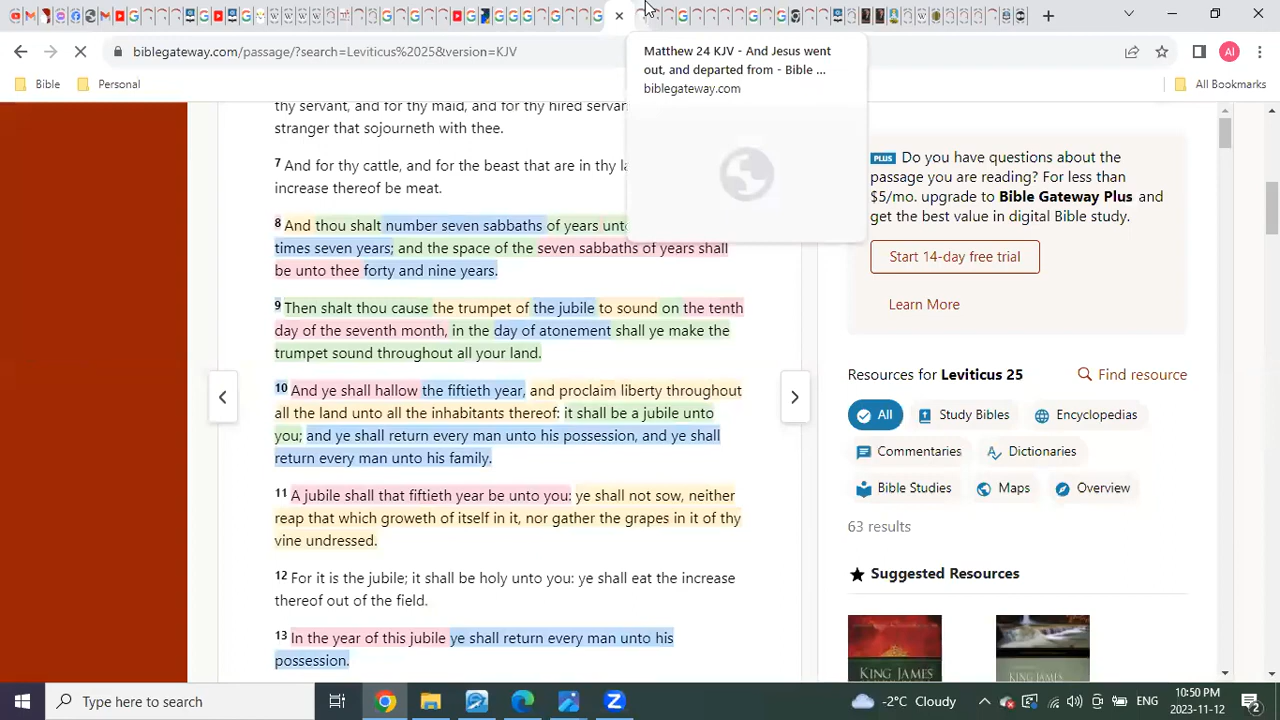 biblegateway.com/passage/?search=Leviticus%2025&version=KJV
AI
Bible
Personal
All Bookmarks
Matthew 24 KJV - And Jesus went
out, and departed from - Bible ...
biblegateway.com
thy servant, and for thy maid, and for thy hired serva
stranger that sojourneth with thee.
7 And for thy cattle, and for the beast that are in thy la
increase thereof be meat.
8 And thou shalt number seven sabbaths of years unto
times seven years; and the space of the seven sabbaths of years shall
be unto thee forty and nine years.
9 Then shalt thou cause the trumpet of the jubile to sound on the tenth
day of the seventh month, in the day of atonement shall ye make the
trumpet sound throughout all your land.
10 And ye shall hallow the fiftieth year, and proclaim liberty throughout
all the land unto all the inhabitants thereof: it shall be a jubile unto
you; and ye shall return every man unto his possession, and ye shall
return every man unto his family.
11 A jubile shall that fiftieth year be unto you: ye shall not sow, neither
reap that which groweth of itself in it, nor gather the grapes in it of thy
vine undressed.
12 For it is the jubile; it shall be holy unto you: ye shall eat the increase
thereof out of the field.
13 In the year of this jubile ye shall return every man unto his
possession.
PLUS Do you have questions about the
passage you are reading? For less than
$5/mo. upgrade to Bible Gateway Plus and
get the best value in digital Bible study.
Start 14-day free trial
Learn More
Resources for Leviticus 25
Find resource
All
Study Bibles
Encyclopedias
Commentaries
Dictionaries
Bible Studies
Maps
Overview
63 results
Suggested Resources
KING JAMES
KING JAMES
Type here to search
-2°C Cloudy
ENG
10:50 PM
2023-11-12
2